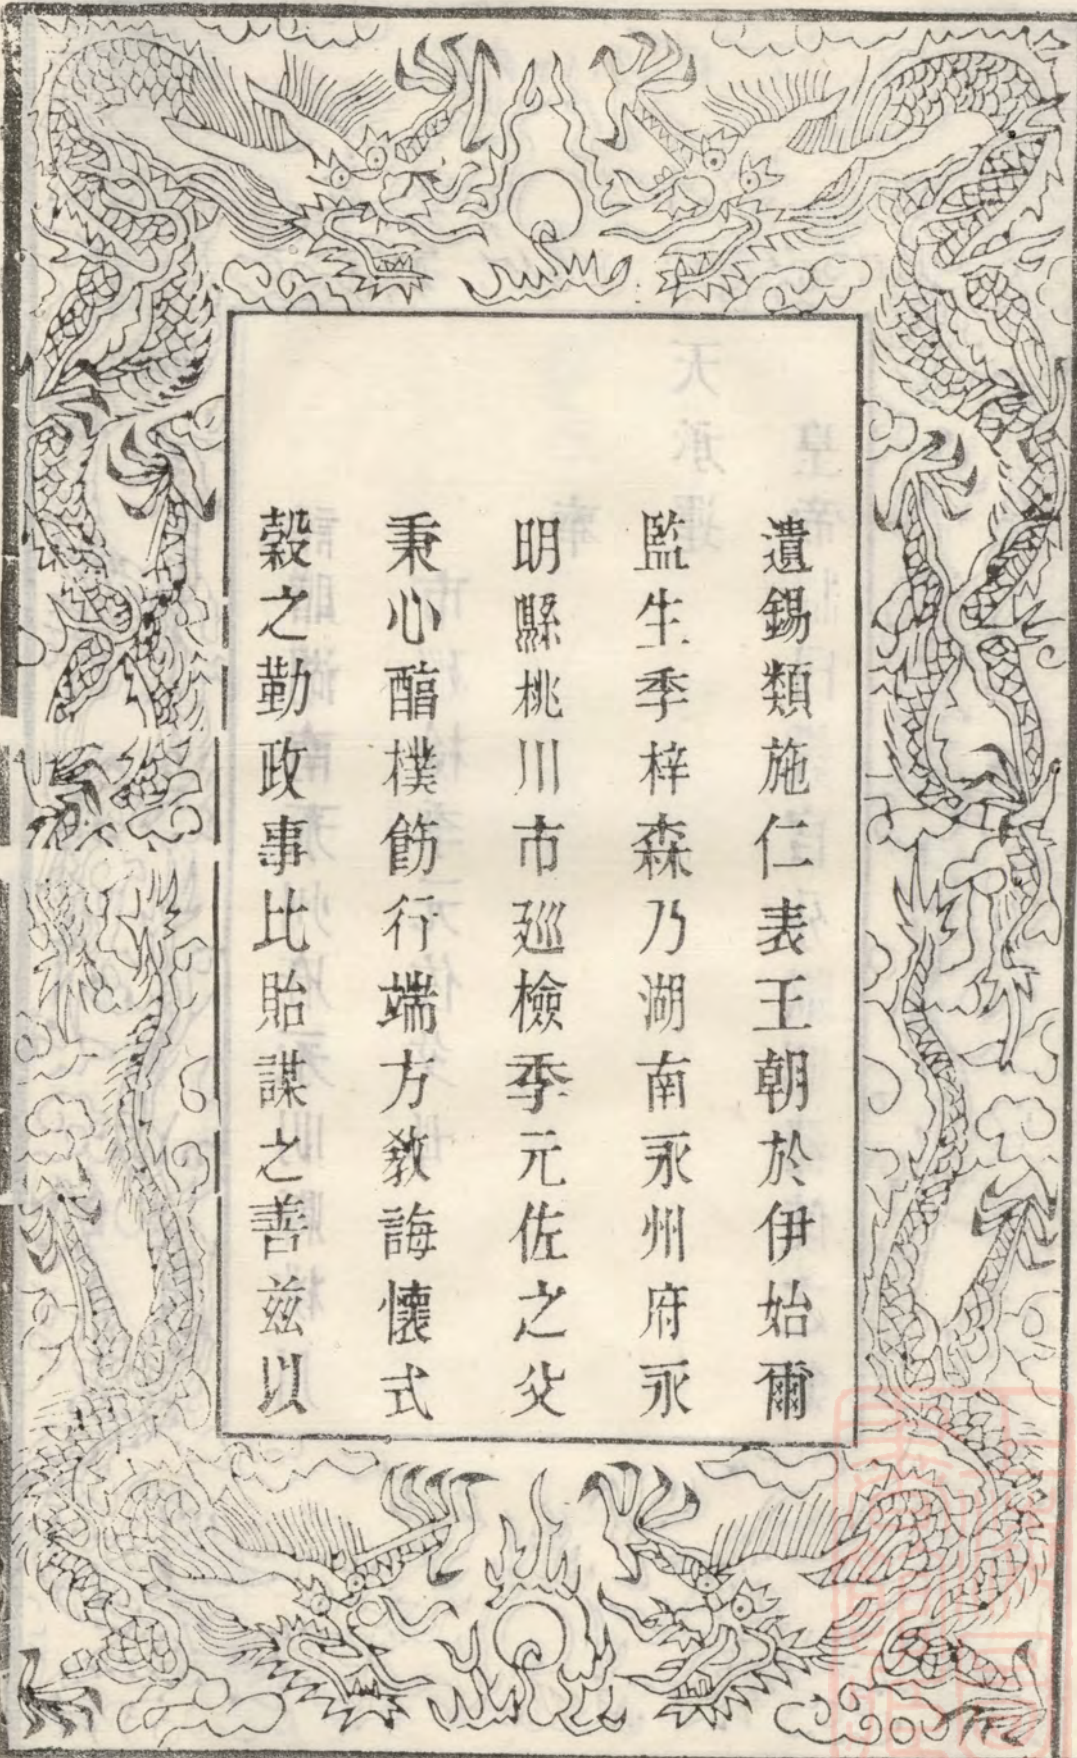 遺錫類施仁表王朝於伊始爾
監生季梓森乃湖南永州府永
明縣桃川市巡檢季元佐之父
秉心醕樸飭行端方教誨懷式
穀之勤政事比貽謀之善茲以